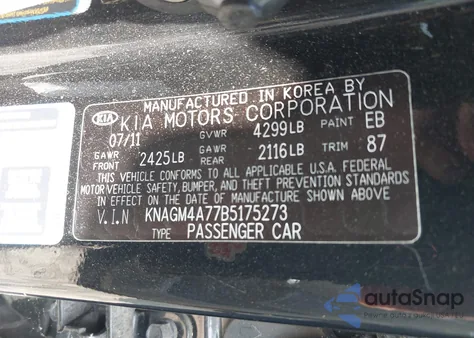 MANUFACTURED IN KOREA BY
KIA KIA MOTORS CORPORATION
07/11 GVWR 4299LB PAINT EB
GAWR FRONT 2425LB GAWR REAR 2116LB TRIM 87
THIS VEHICLE CONFORMS TO ALL APPLICABLE U.S.A. FEDERAL
MOTOR VEHICLE SAFETY, BUMPER, AND THEFT PREVENTION STANDARDS
IN EFFECT ON THE DATE OF MANUFACTURE SHOWN ABOVE
V.I.N KNAGM4A77B5175273
TYPE PASSENGER CAR
autoSnap